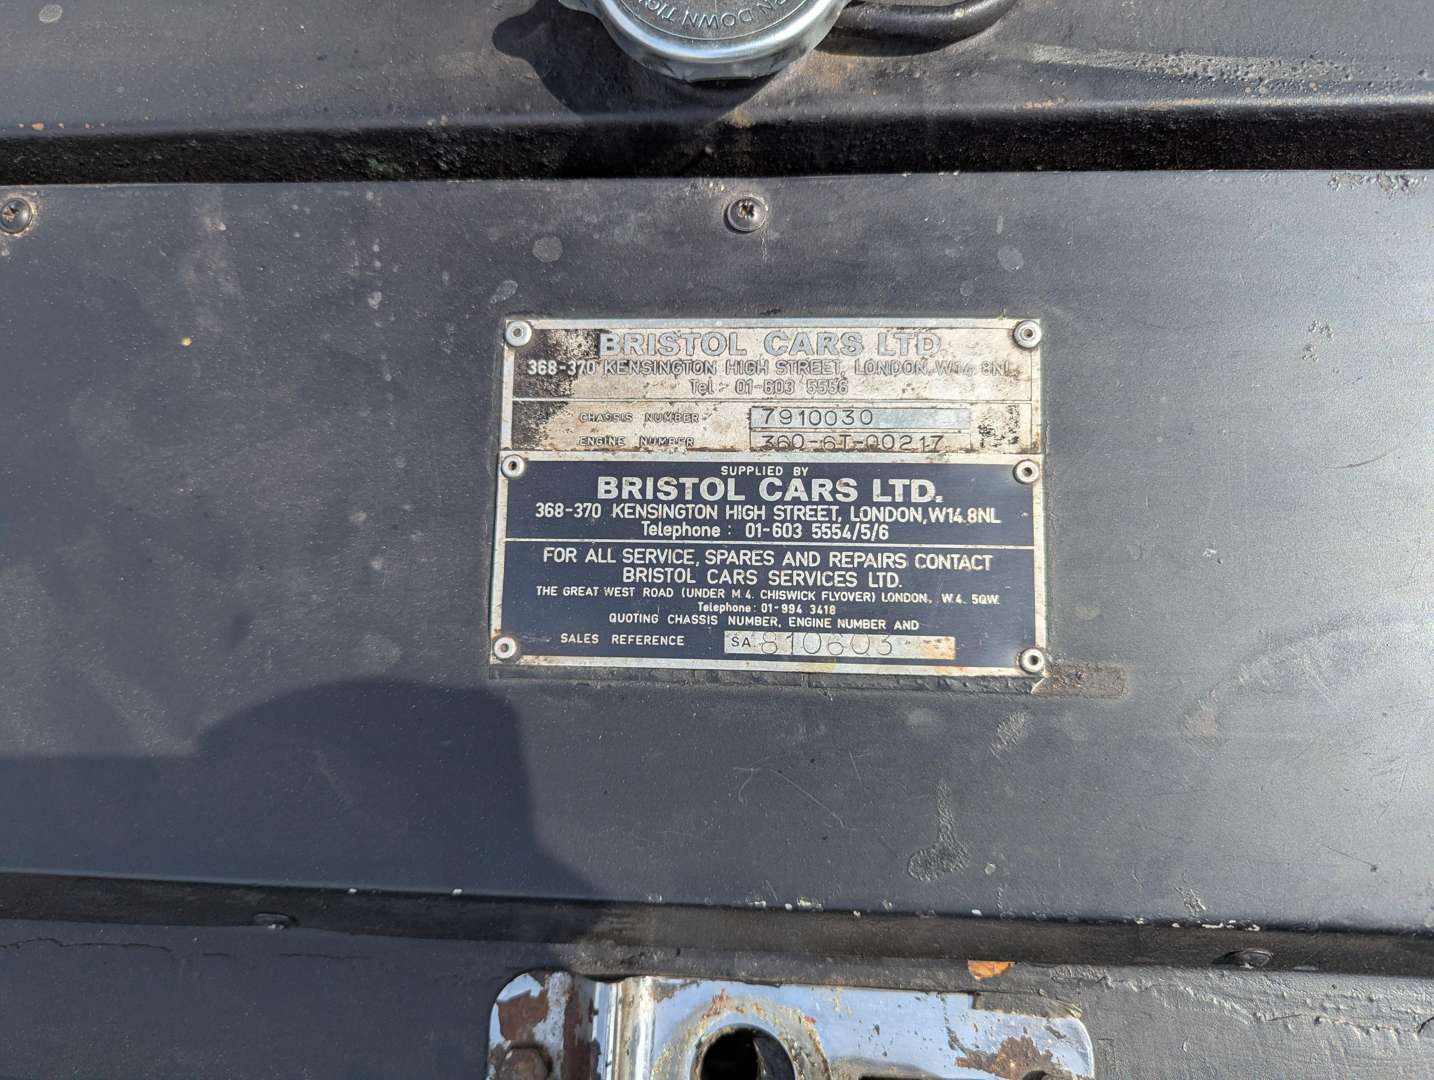 RN DOWN TIG
BRISTOL CARS LTD
368-370 KENSINGTON HIGH STREET, LONDON, W14 8NL
Tel:- 01-603 5556
CHASSIS NUMBER 7910030
ENGINE NUMBER 360-6T-00217
SUPPLIED BY
BRISTOL CARS LTD.
368-370 KENSINGTON HIGH STREET, LONDON, W14.8NL
Telephone: 01-603 5554/5/6
FOR ALL SERVICE, SPARES AND REPAIRS CONTACT
BRISTOL CARS SERVICES LTD.
THE GREAT WEST ROAD (UNDER M.4. CHISWICK FLYOVER) LONDON, W.4. 5QW.
Telephone: 01-994 3418
QUOTING CHASSIS NUMBER, ENGINE NUMBER AND
SALES REFERENCE SA. 810603